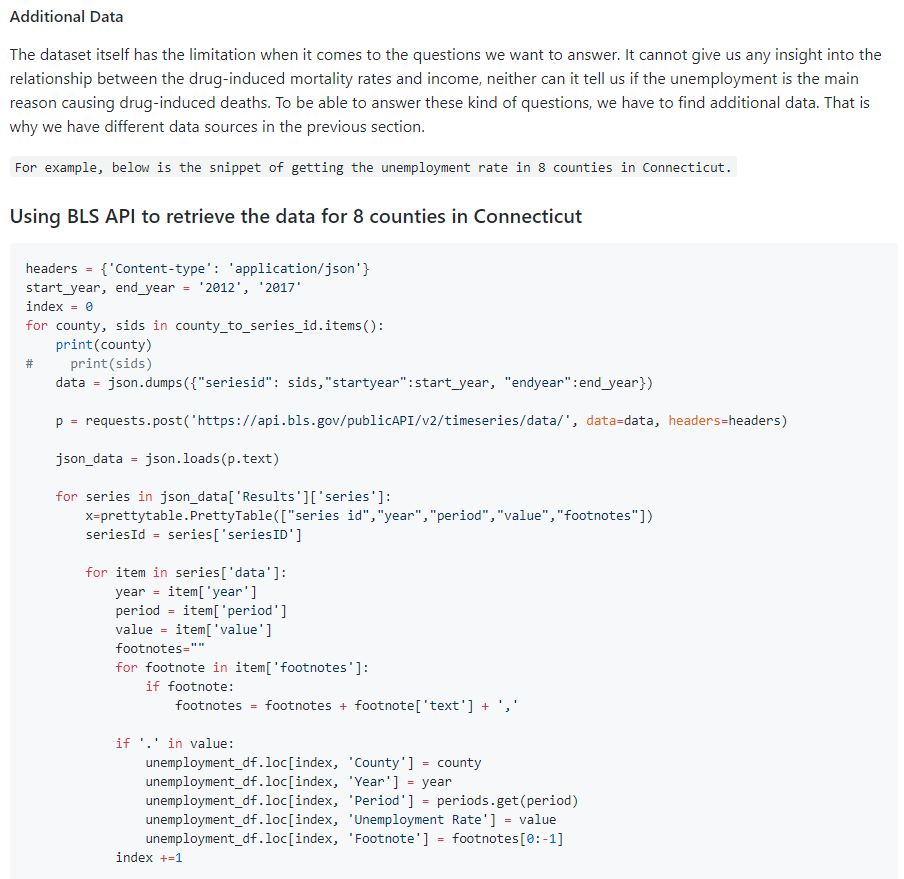 Additional Data
The dataset itself has the limitation when it comes to the questions we want to answer. It cannot give us any insight into the
relationship between the drug-induced mortality rates and income, neither can it tell us if the unemployment is the main
reason causing drug-induced deaths. To be able to answer these kind of questions, we have to find additional data. That is
why we have different data sources in the previous section.
For example, below is the snippet of getting the unemployment rate in 8 counties in Connecticut.
Using BLS API to retrieve the data for 8 counties in Connecticut
headers = {'Content-type': 'application/json'}
start_year, end_year = '2012', '2017'
index = 0
for county, sids in county_to_series_id.items():
    print(county)
#     print(sids)
    data = json.dumps({"seriesid": sids,"startyear":start_year, "endyear":end_year})
    p = requests.post('https://api.bls.gov/publicAPI/v2/timeseries/data/', data=data, headers=headers)
    json_data = json.loads(p.text)
    for series in json_data['Results']['series']:
        x=prettytable.PrettyTable(["series id","year","period","value","footnotes"])
        seriesId = series['seriesID']
        for item in series['data']:
            year = item['year']
            period = item['period']
            value = item['value']
            footnotes=""
            for footnote in item['footnotes']:
                if footnote:
                    footnotes = footnotes + footnote['text'] + ','
            if '.' in value:
                unemployment_df.loc[index, 'County'] = county
                unemployment_df.loc[index, 'Year'] = year
                unemployment_df.loc[index, 'Period'] = periods.get(period)
                unemployment_df.loc[index, 'Unemployment Rate'] = value
                unemployment_df.loc[index, 'Footnote'] = footnotes[0:-1]
            index +=1